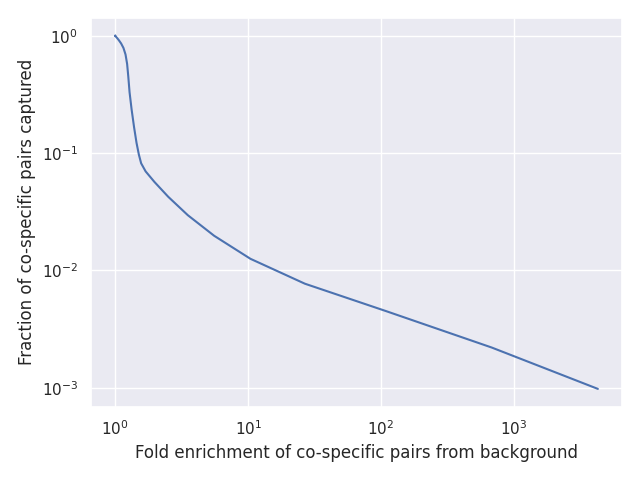 10⁰
10⁻¹
10⁻²
10⁻³
Fraction of co-specific pairs captured
10⁰ 10¹ 10² 10³
Fold enrichment of co-specific pairs from background